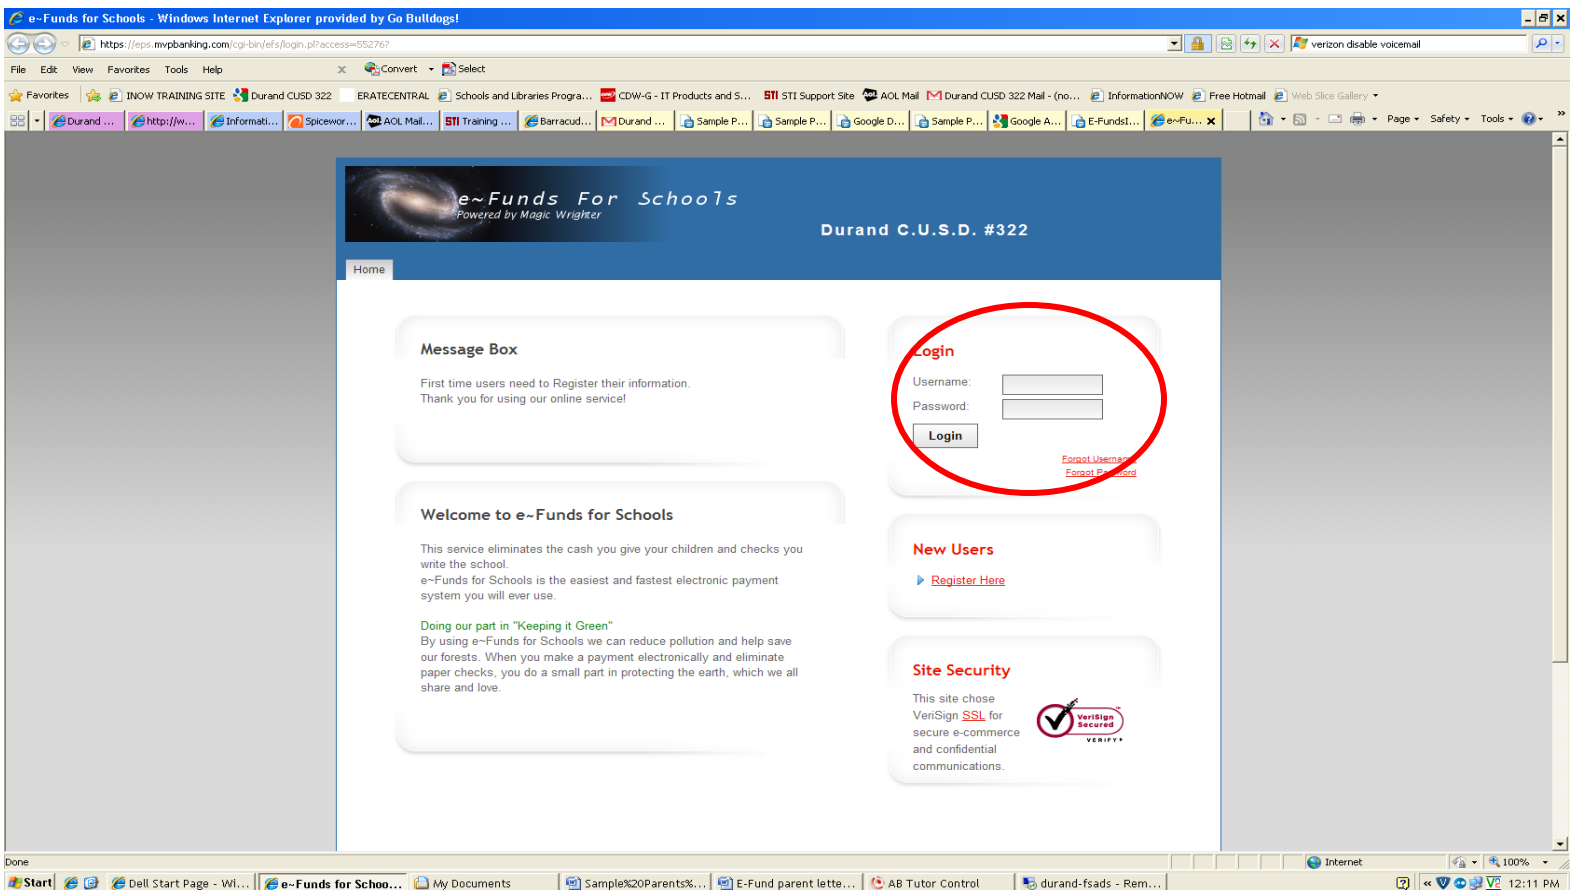 e~Funds for Schools - Windows Internet Explorer provided by Go Bulldogs!
https://eps.mvpbanking.com/cgi-bin/efs/login.pl?access=55276?
verizon disable voicemail
File Edit View Favorites Tools Help
x Convert Select
Favorites INOW TRAINING SITE Durand CUSD 322 ERATECENTRAL Schools and Libraries Progra... CDW-G - IT Products and S... STI STI Support Site AOL Mail Durand CUSD 322 Mail - (no... InformationNOW Free Hotmail Web Slice Gallery
Durand ... http://w... Informati... Spicewor... AOL Mail... STI Training ... Barracud... Durand ... Sample P... Sample P... Google D... Sample P... Google A... E-FundsI... e~Fu... x Page Safety Tools »
e~Funds For Schools
Powered by Magic Wrighter
Durand C.U.S.D. #322
Home
Message Box
First time users need to Register their information.
Thank you for using our online service!
Login
Username:
Password:
Login
Forgot Username
Forgot Password
Welcome to e~Funds for Schools
This service eliminates the cash you give your children and checks you
write the school.
e~Funds for Schools is the easiest and fastest electronic payment
system you will ever use.
Doing our part in "Keeping it Green"
By using e~Funds for Schools we can reduce pollution and help save
our forests. When you make a payment electronically and eliminate
paper checks, you do a small part in protecting the earth, which we all
share and love.
New Users
Register Here
Site Security
This site chose
VeriSign SSL for
secure e-commerce
and confidential
communications.
VeriSign
Secured
VERIFY
Done
Internet
100%
Start Dell Start Page - Wi... e~Funds for Schoo... My Documents Sample%20Parents%... E-Fund parent lette... AB Tutor Control durand-fsads - Rem... « 12:11 PM